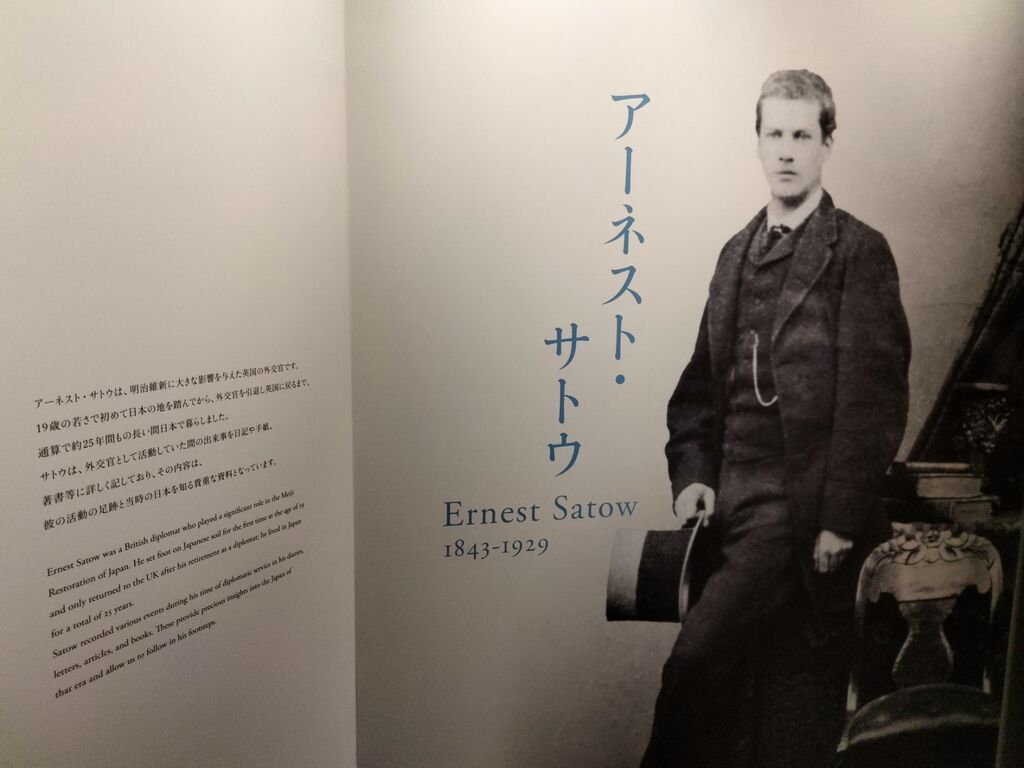 アーネスト・サトウは、明治維新に大きな影響を与えた英国の外交官です。
19歳の若さで初めて日本の地を踏んでから、外交官を引退し英国に戻るまで、
通算で約25年間もの長い間日本で暮らしました。
サトウは、外交官として活動していた間の出来事を日記や手紙、
著書等に詳しく記しており、その内容は、
彼の活動の足跡と当時の日本を知る貴重な資料となっています。
Ernest Satow was a British diplomat who played a significant role in the Meiji
Restoration of Japan. He set foot on Japanese soil for the first time at the age of 19
and only returned to the UK after his retirement as a diplomat; he lived in Japan
for a total of 25 years.
Satow recorded various events during his time of diplomatic service in his diaries,
letters, articles, and books. These provide precious insights into the Japan of
that era and allow us to follow in his footsteps.
アーネスト・
サトウ
Ernest Satow
1843-1929